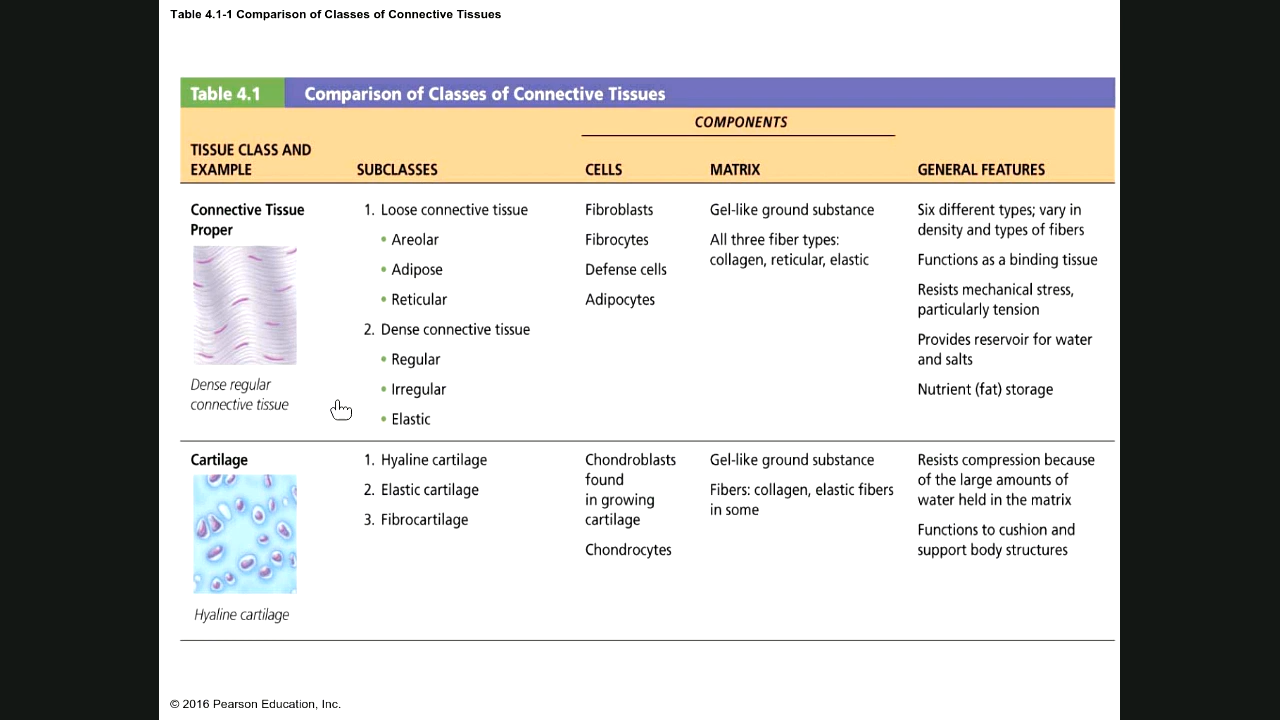 Table 4.1-1 Comparison of Classes of Connective Tissues
Table 4.1 Comparison of Classes of Connective Tissues
COMPONENTS
TISSUE CLASS AND
EXAMPLE
SUBCLASSES
CELLS
MATRIX
GENERAL FEATURES
Connective Tissue
Proper
Dense regular
connective tissue
1. Loose connective tissue
• Areolar
• Adipose
• Reticular
2. Dense connective tissue
• Regular
• Irregular
• Elastic
Fibroblasts
Fibrocytes
Defense cells
Adipocytes
Gel-like ground substance
All three fiber types:
collagen, reticular, elastic
Six different types; vary in
density and types of fibers
Functions as a binding tissue
Resists mechanical stress,
particularly tension
Provides reservoir for water
and salts
Nutrient (fat) storage
Cartilage
Hyaline cartilage
1. Hyaline cartilage
2. Elastic cartilage
3. Fibrocartilage
Chondroblasts
found
in growing
cartilage
Chondrocytes
Gel-like ground substance
Fibers: collagen, elastic fibers
in some
Resists compression because
of the large amounts of
water held in the matrix
Functions to cushion and
support body structures
© 2016 Pearson Education, Inc.